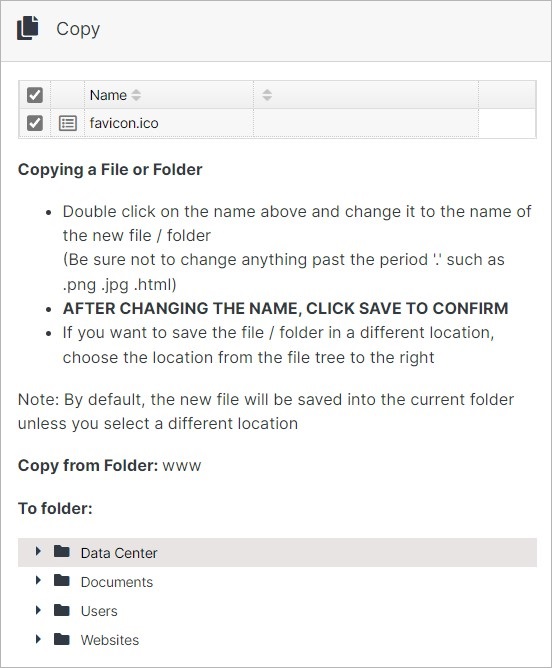 Copy
Name
favicon.ico
Copying a File or Folder
• Double click on the name above and change it to the name of
the new file / folder
(Be sure not to change anything past the period '.' such as
.png .jpg .html)
• AFTER CHANGING THE NAME, CLICK SAVE TO CONFIRM
• If you want to save the file / folder in a different location,
choose the location from the file tree to the right
Note: By default, the new file will be saved into the current folder
unless you select a different location
Copy from Folder: www
To folder:
Data Center
Documents
Users
Websites